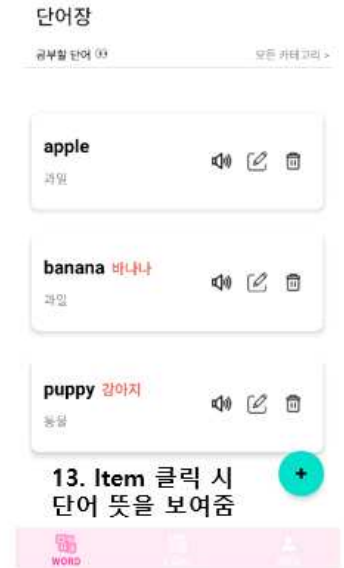 단어장
공부할 단어
모든 카테고리 >
apple
과일
banana 바나나
과일
puppy 강아지
동물
13. Item 클릭 시
단어 뜻을 보여줌
+
WORD